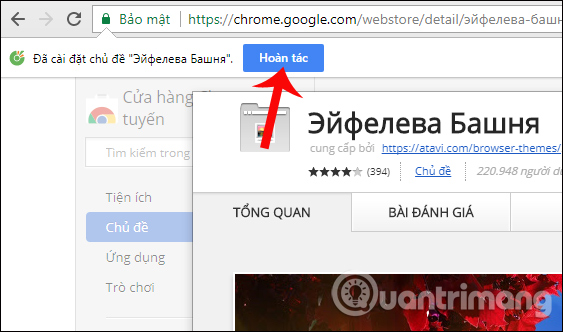 Bảo mật
https://chrome.google.com/webstore/detail/эйфелева-башн
Đã cài đặt chủ đề "Эйфелева Башня".
Hoàn tác
Cửa hàng
tuyến
Tìm kiếm trong
Tiện ích
Chủ đề
Ứng dụng
Trò chơi
Эйфелева Башня
cung cấp bởi https://atavi.com/browser-themes/
(394) Chủ đề 220.948 người
TỔNG QUAN
BÀI ĐÁNH GIÁ
Quantrimang